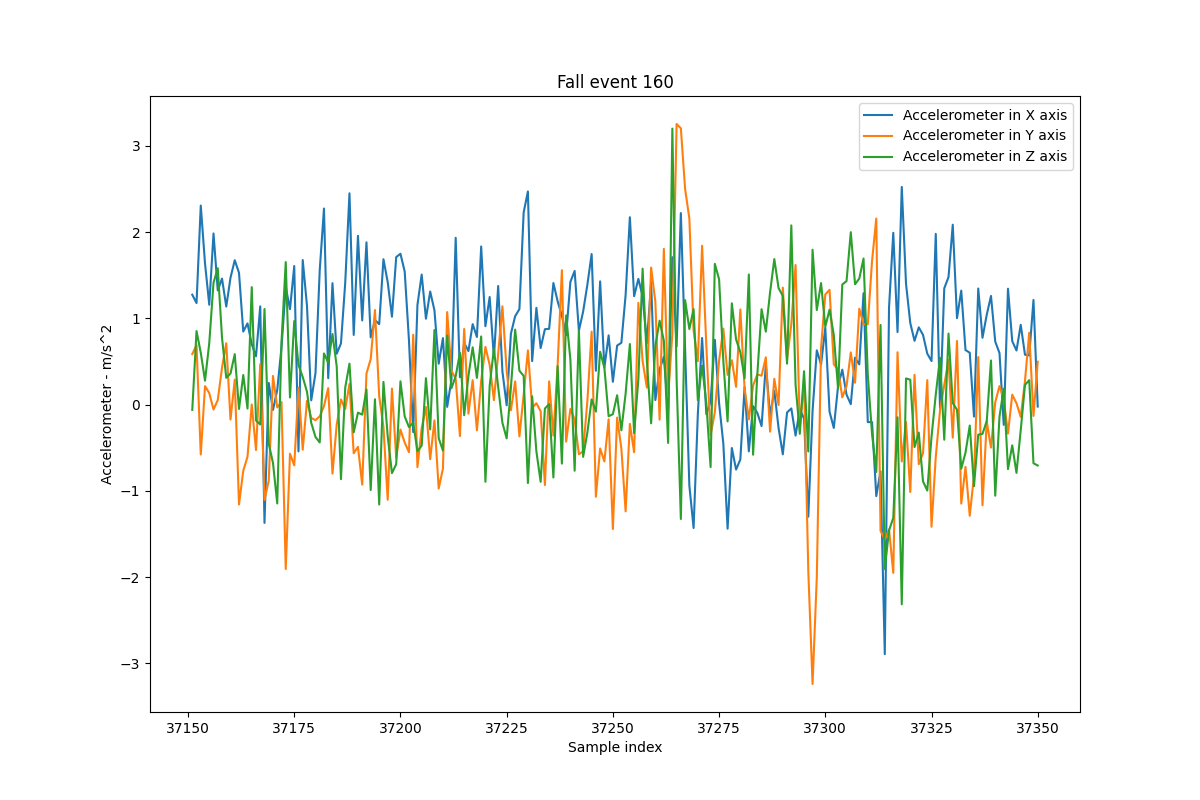 Fall event 160
Accelerometer in X axis
Accelerometer in Y axis
Accelerometer in Z axis
Accelerometer - m/s^2
3
2
1
0
−1
−2
−3
37150 37175 37200 37225 37250 37275 37300 37325 37350
Sample index